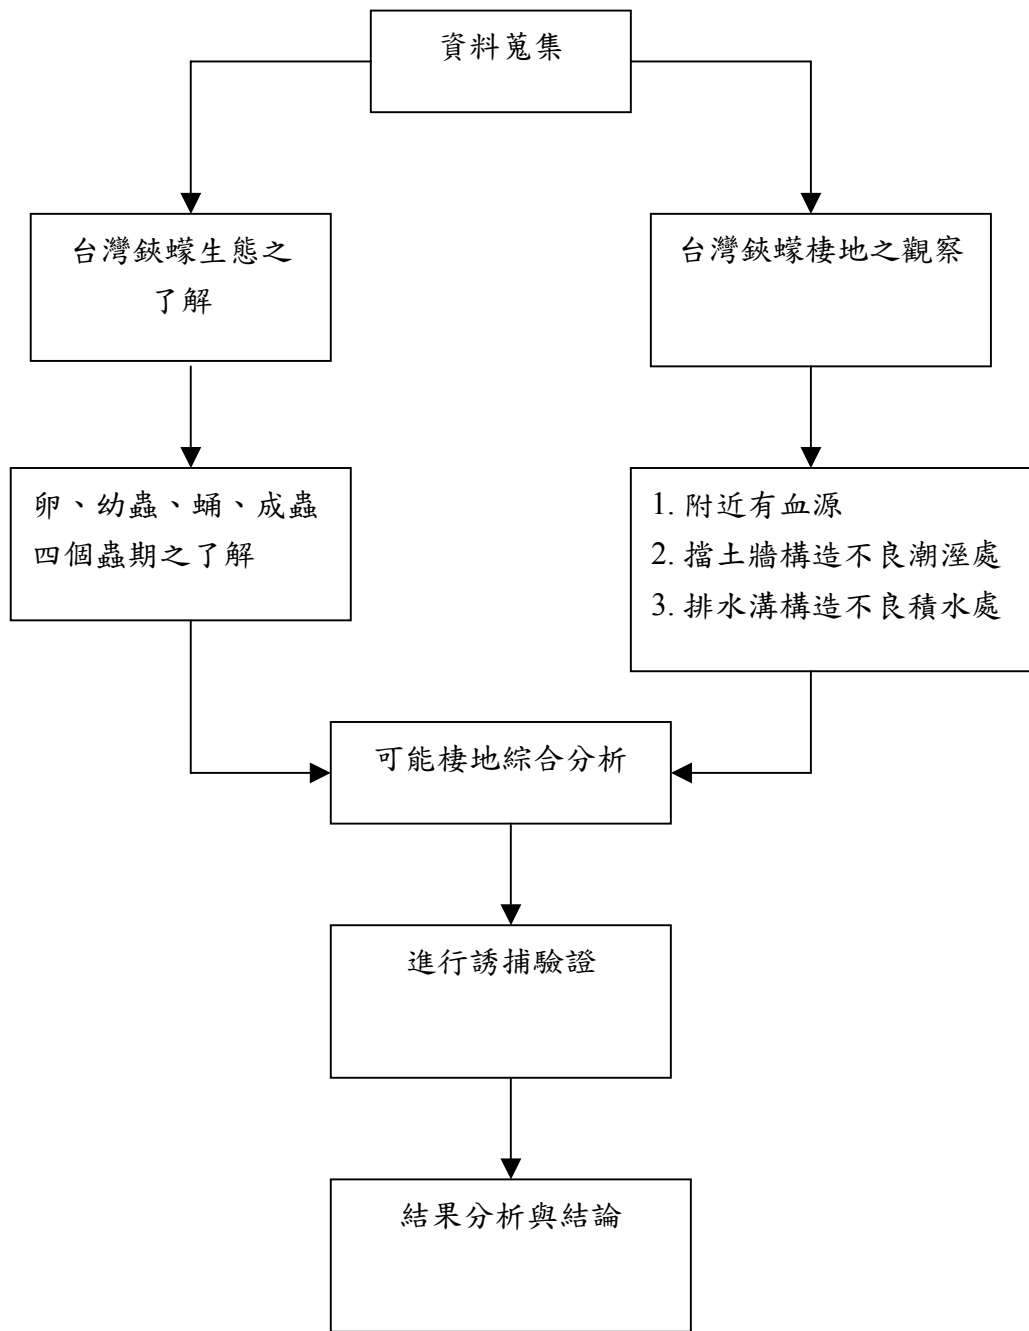 資料蒐集
台灣鋏蠓生態之
了解
台灣鋏蠓棲地之觀察
卵、幼蟲、蛹、成蟲
四個蟲期之了解
1. 附近有血源
2. 擋土牆構造不良潮溼處
3. 排水溝構造不良積水處
可能棲地綜合分析
進行誘捕驗證
結果分析與結論